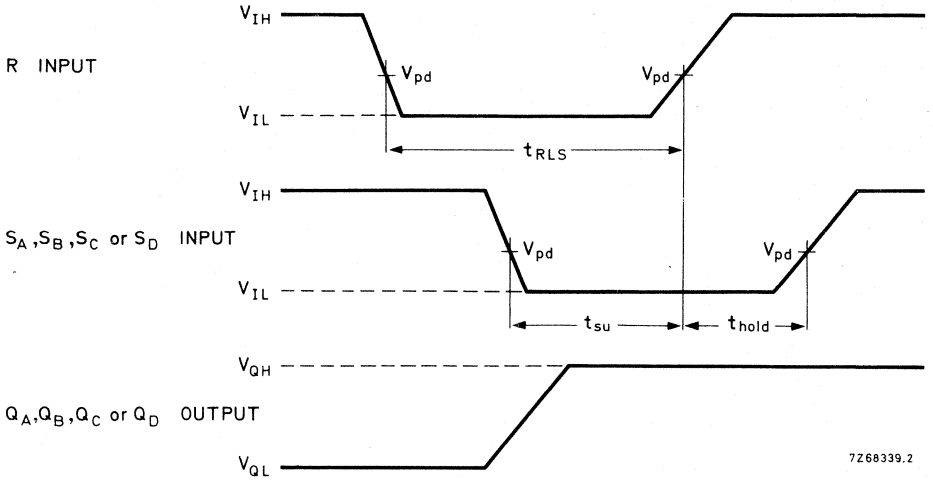 V_IH
R INPUT
V_pd V_pd
V_IL
t_RLS
V_IH
S_A,S_B,S_C or S_D INPUT
V_pd V_pd
V_IL
t_su t_hold
V_QH
Q_A,Q_B,Q_C or Q_D OUTPUT
V_QL
7Z68339.2